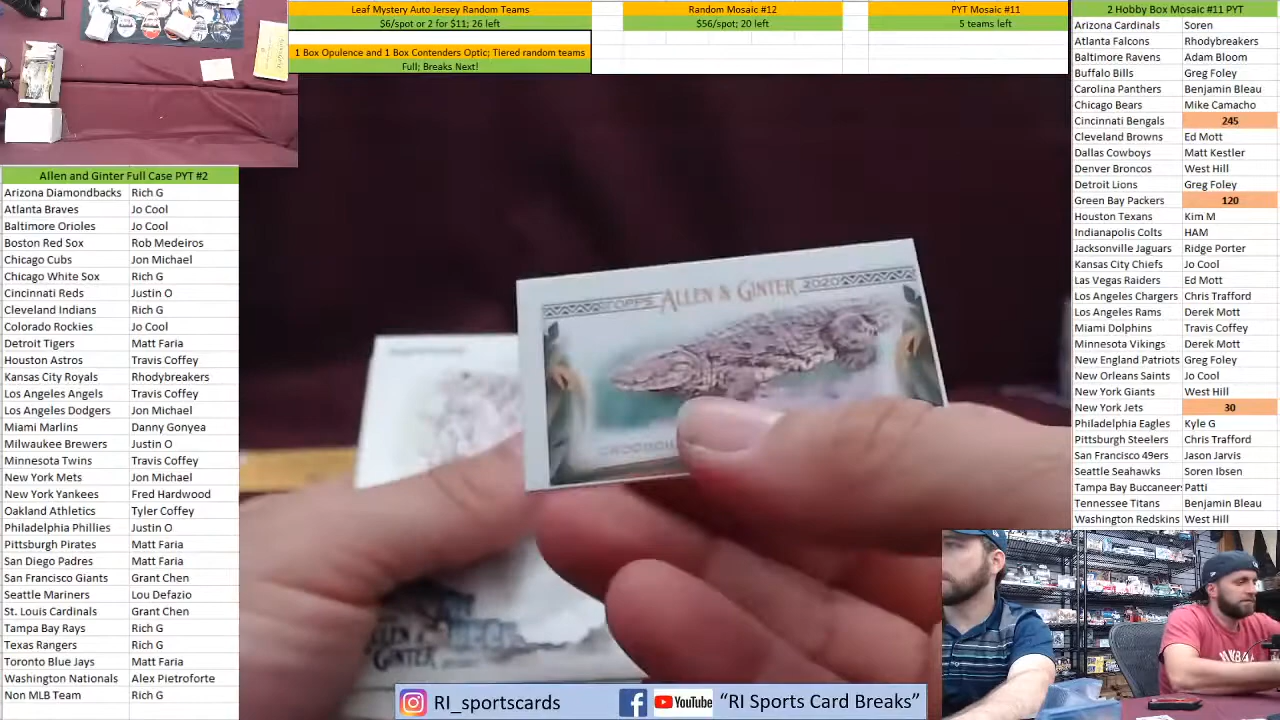 Leaf Mystery Auto Jersey Random Teams
$6/spot or 2 for $11; 26 left
1 Box Opulence and 1 Box Contenders Optic; Tiered random teams
Full; Breaks Next!
Random Mosaic #12
$56/spot; 20 left
PYT Mosaic #11
5 teams left
2 Hobby Box Mosaic #11 PYT
Arizona Cardinals Soren
Atlanta Falcons Rhodybreakers
Baltimore Ravens Adam Bloom
Buffalo Bills Greg Foley
Carolina Panthers Benjamin Bleau
Chicago Bears Mike Camacho
Cincinnati Bengals 245
Cleveland Browns Ed Mott
Dallas Cowboys Matt Kestler
Denver Broncos West Hill
Detroit Lions Greg Foley
Green Bay Packers 120
Houston Texans Kim M
Indianapolis Colts HAM
Jacksonville Jaguars Ridge Porter
Kansas City Chiefs Jo Cool
Las Vegas Raiders Ed Mott
Los Angeles Chargers Chris Trafford
Los Angeles Rams Derek Mott
Miami Dolphins Travis Coffey
Minnesota Vikings Derek Mott
New England Patriots Greg Foley
New Orleans Saints Jo Cool
New York Giants West Hill
New York Jets 30
Philadelphia Eagles Kyle G
Pittsburgh Steelers Chris Trafford
San Francisco 49ers Jason Jarvis
Seattle Seahawks Soren Ibsen
Tampa Bay Buccaneers Patti
Tennessee Titans Benjamin Bleau
Washington Redskins West Hill
Allen and Ginter Full Case PYT #2
Arizona Diamondbacks Rich G
Atlanta Braves Jo Cool
Baltimore Orioles Jo Cool
Boston Red Sox Rob Medeiros
Chicago Cubs Jon Michael
Chicago White Sox Rich G
Cincinnati Reds Justin O
Cleveland Indians Rich G
Colorado Rockies Jo Cool
Detroit Tigers Matt Faria
Houston Astros Travis Coffey
Kansas City Royals Rhodybreakers
Los Angeles Angels Travis Coffey
Los Angeles Dodgers Jon Michael
Miami Marlins Danny Gonyea
Milwaukee Brewers Justin O
Minnesota Twins Travis Coffey
New York Mets Jon Michael
New York Yankees Fred Hardwood
Oakland Athletics Tyler Coffey
Philadelphia Phillies Justin O
Pittsburgh Pirates Matt Faria
San Diego Padres Matt Faria
San Francisco Giants Grant Chen
Seattle Mariners Lou Defazio
St. Louis Cardinals Grant Chen
Tampa Bay Rays Rich G
Texas Rangers Rich G
Toronto Blue Jays Matt Faria
Washington Nationals Alex Pietroforte
Non MLB Team Rich G
TOPPS ALLEN & GINTER 2020
ALLEN & GINTER
RI_sportscards
YouTube "RI Sports Card Breaks"